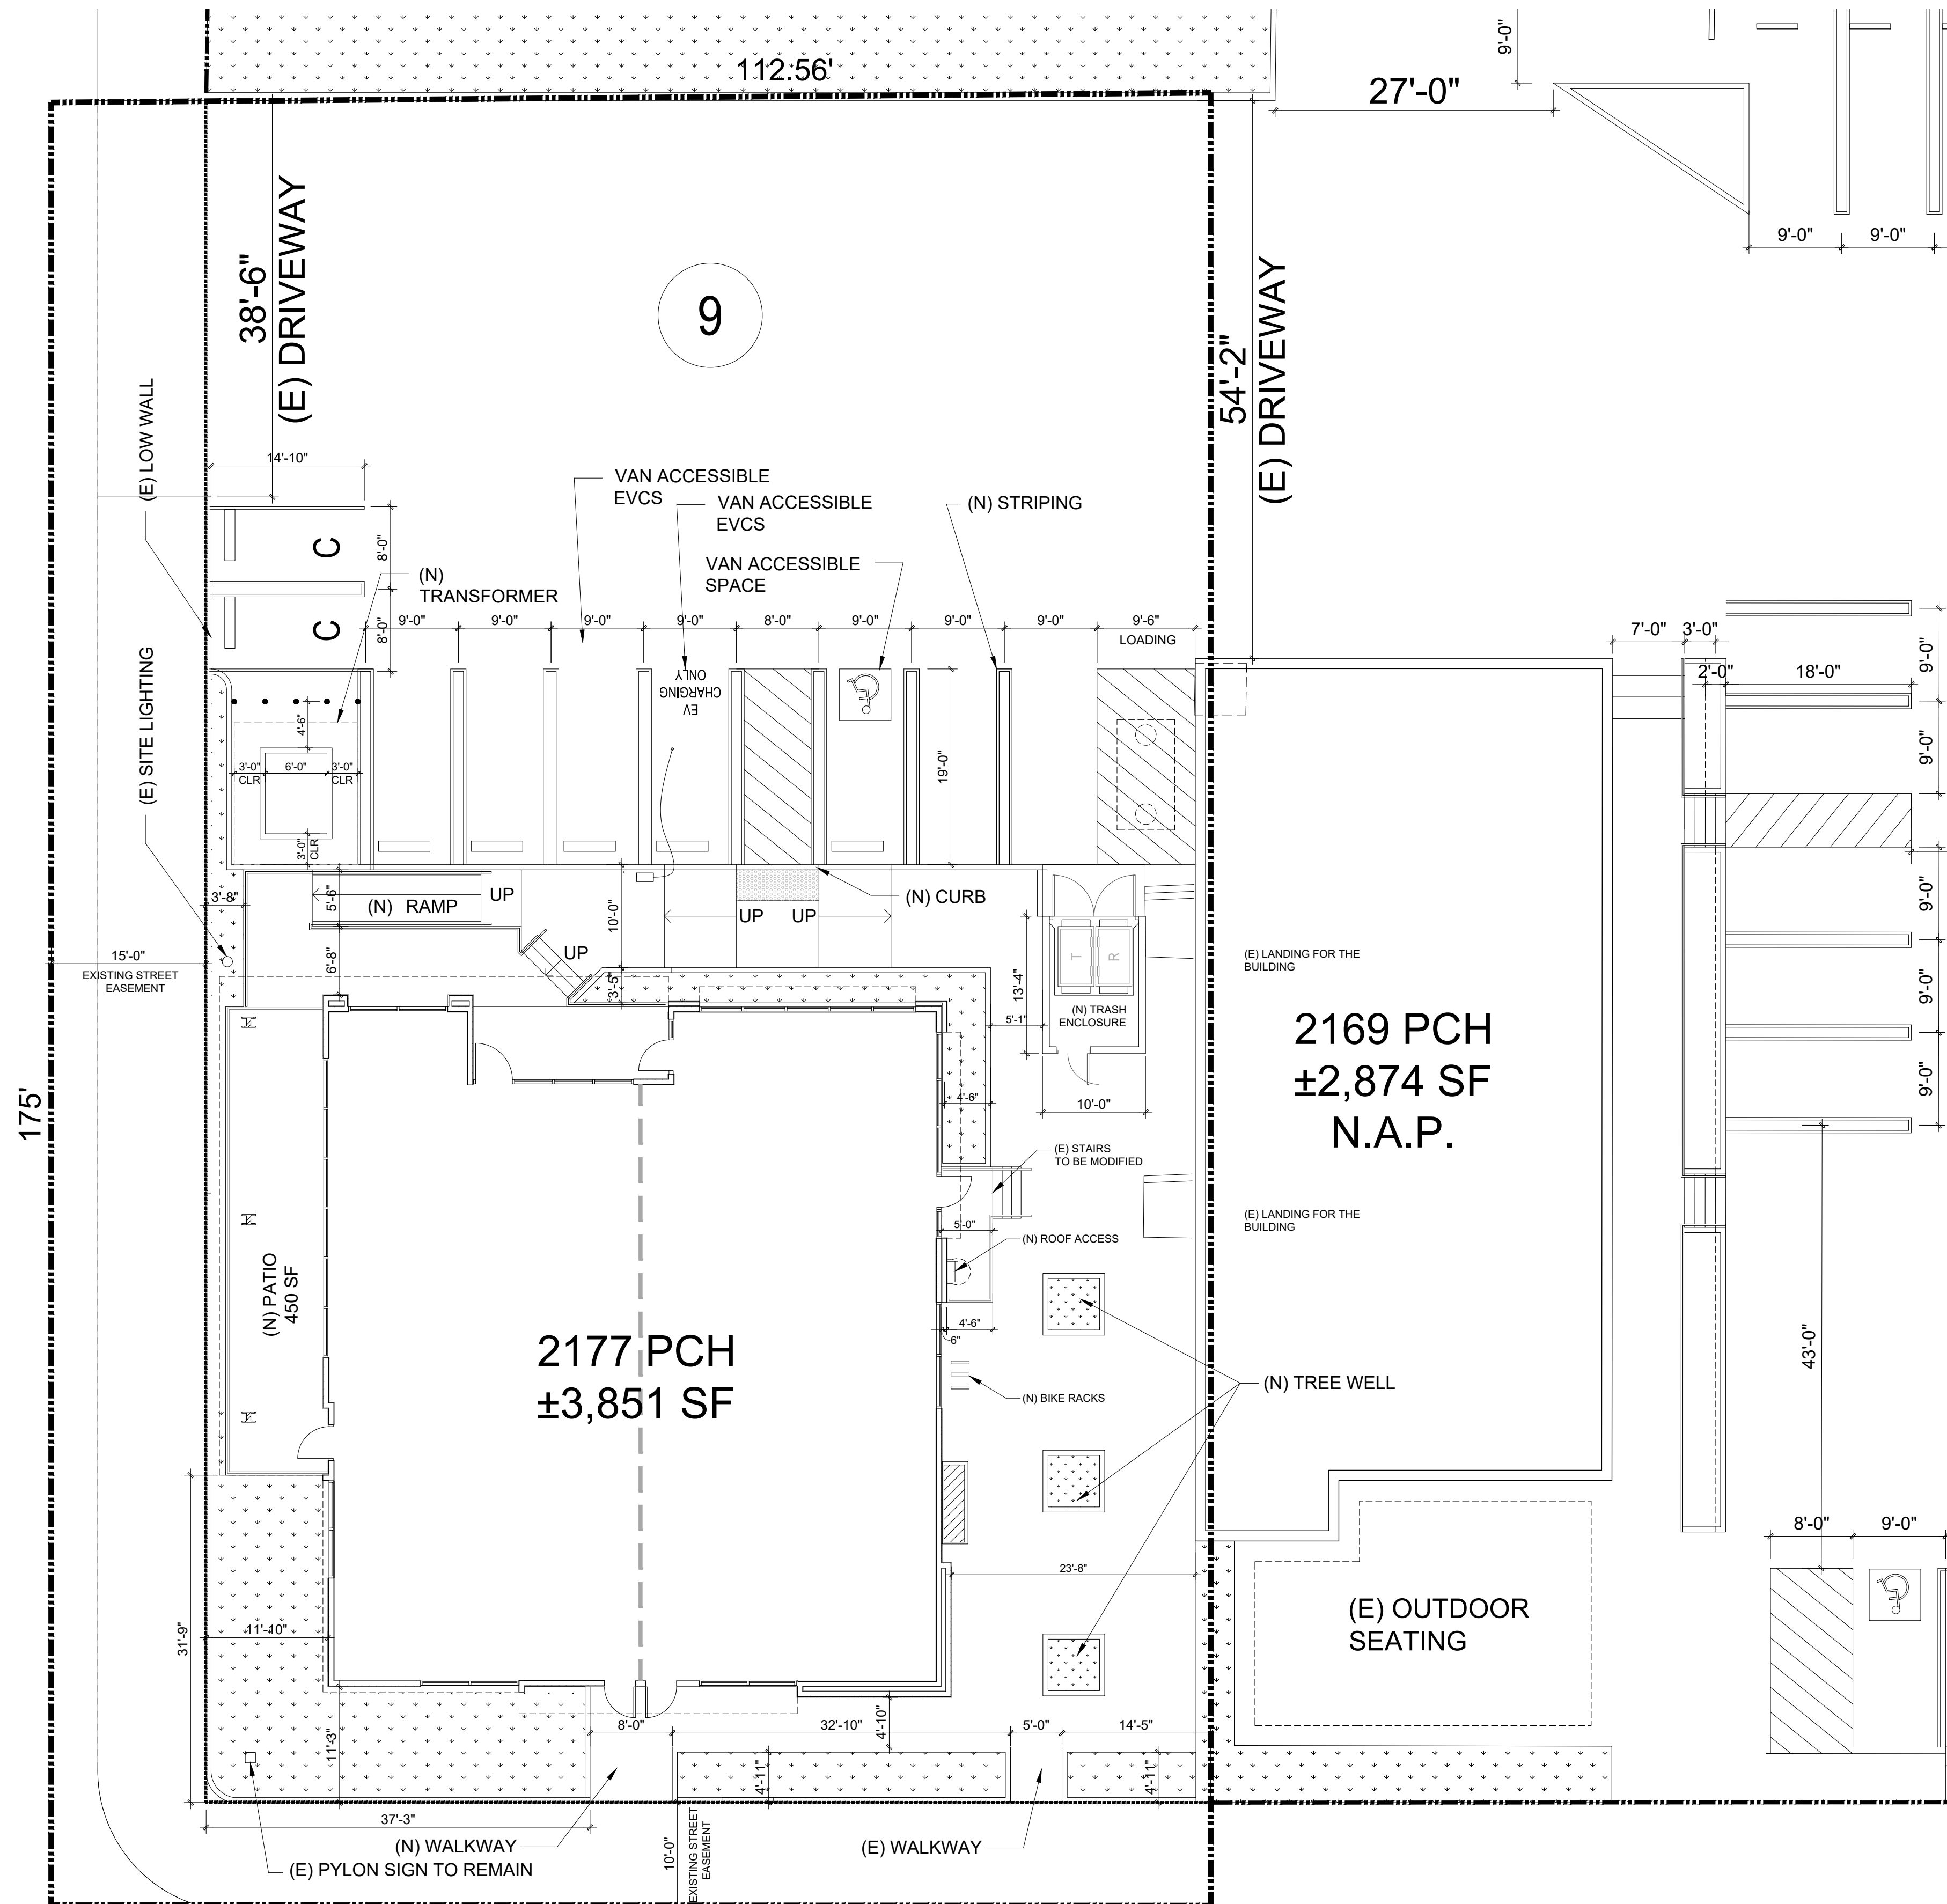 112.56'
9'-0"
27'-0"
9'-0"
9'-0"
38'-6"
(E) DRIVEWAY
9
54'-2"
(E) DRIVEWAY
(E) LOW WALL
14'-10"
VAN ACCESSIBLE
EVCS
VAN ACCESSIBLE
EVCS
(N) STRIPING
C
8'-0"
VAN ACCESSIBLE
SPACE
(N)
TRANSFORMER
C
8'-0"
9'-0"
9'-0"
9'-0"
9'-0"
8'-0"
9'-0"
9'-0"
9'-0"
9'-6"
LOADING
7'-0"
3'-0"
9'-0"
2'-0"
18'-0"
EV
CHARGING
ONLY
(E) SITE LIGHTING
4'-6"
3'-0"
CLR
6'-0"
3'-0"
CLR
3'-0"
CLR
19'-0"
9'-0"
3'-8"
5'-6"
(N) RAMP
UP
10'-0"
UP
UP
(N) CURB
9'-0"
UP
6'-8"
3'-5"
15'-0"
EXISTING STREET
EASEMENT
T
R
13'-4"
(N) TRASH
ENCLOSURE
5'-1"
(E) LANDING FOR THE
BUILDING
9'-0"
2169 PCH
±2,874 SF
N.A.P.
175'
4'-6"
10'-0"
9'-0"
(E) STAIRS
TO BE MODIFIED
5'-0"
(E) LANDING FOR THE
BUILDING
(N) ROOF ACCESS
(N) PATIO
450 SF
4'-6"
6"
2177 PCH
±3,851 SF
(N) BIKE RACKS
(N) TREE WELL
43'-0"
8'-0"
9'-0"
23'-8"
31'-9"
11'-10"
(E) OUTDOOR
SEATING
11'-3"
8'-0"
32'-10"
4'-10"
5'-0"
14'-5"
4'-11"
4'-11"
37'-3"
(N) WALKWAY
(E) PYLON SIGN TO REMAIN
10'-0"
EXISTING STREET
EASEMENT
(E) WALKWAY